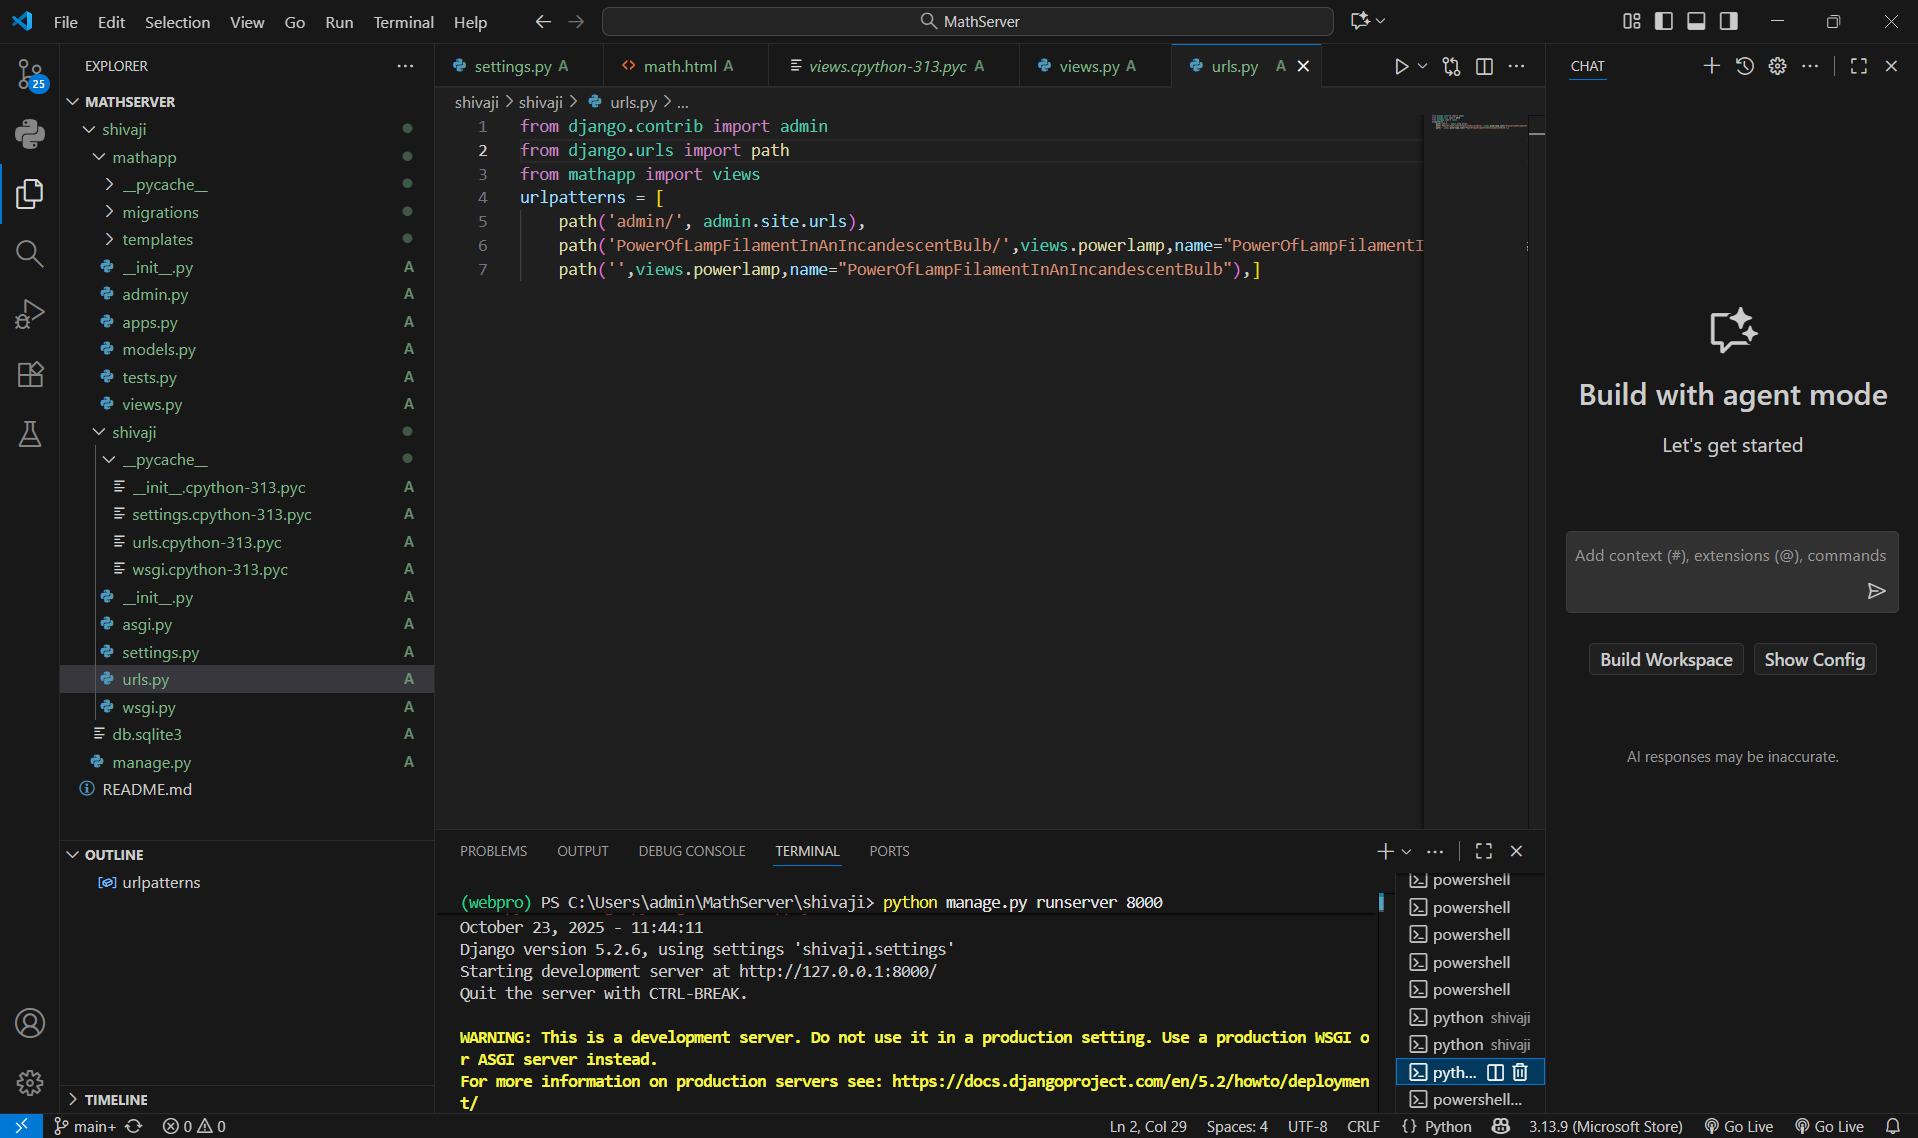 File Edit Selection View Go Run Terminal Help
MathServer
25
EXPLORER
MATHSERVER
shivaji
mathapp
__pycache__
migrations
templates
__init__.py A
admin.py A
apps.py A
models.py A
tests.py A
views.py A
shivaji
__pycache__
__init__.cpython-313.pyc A
settings.cpython-313.pyc A
urls.cpython-313.pyc A
wsgi.cpython-313.pyc A
__init__.py A
asgi.py A
settings.py A
urls.py A
wsgi.py A
db.sqlite3 A
manage.py A
README.md
OUTLINE
urlpatterns
TIMELINE
settings.py A
math.html A
views.cpython-313.pyc A
views.py A
urls.py A
shivaji > shivaji > urls.py > ...
1 from django.contrib import admin
2 from django.urls import path
3 from mathapp import views
4 urlpatterns = [
5 path('admin/', admin.site.urls),
6 path('PowerOfLampFilamentInAnIncandescentBulb/',views.powerlamp,name="PowerOfLampFilamentI
7 path('',views.powerlamp,name="PowerOfLampFilamentInAnIncandescentBulb"),]
PROBLEMS OUTPUT DEBUG CONSOLE TERMINAL PORTS
(webpro) PS C:\Users\admin\MathServer\shivaji> python manage.py runserver 8000
October 23, 2025 - 11:44:11
Django version 5.2.6, using settings 'shivaji.settings'
Starting development server at http://127.0.0.1:8000/
Quit the server with CTRL-BREAK.
WARNING: This is a development server. Do not use it in a production setting. Use a production WSGI o
r ASGI server instead.
For more information on production servers see: https://docs.djangoproject.com/en/5.2/howto/deploymen
t/
powershell
powershell
powershell
powershell
powershell
python shivaji
python shivaji
pyth...
powershell...
CHAT
Build with agent mode
Let's get started
Add context (#), extensions (@), commands
Build Workspace
Show Config
AI responses may be inaccurate.
main+
0 0
Ln 2, Col 29
Spaces: 4
UTF-8
CRLF
{} Python
3.13.9 (Microsoft Store)
Go Live
Go Live